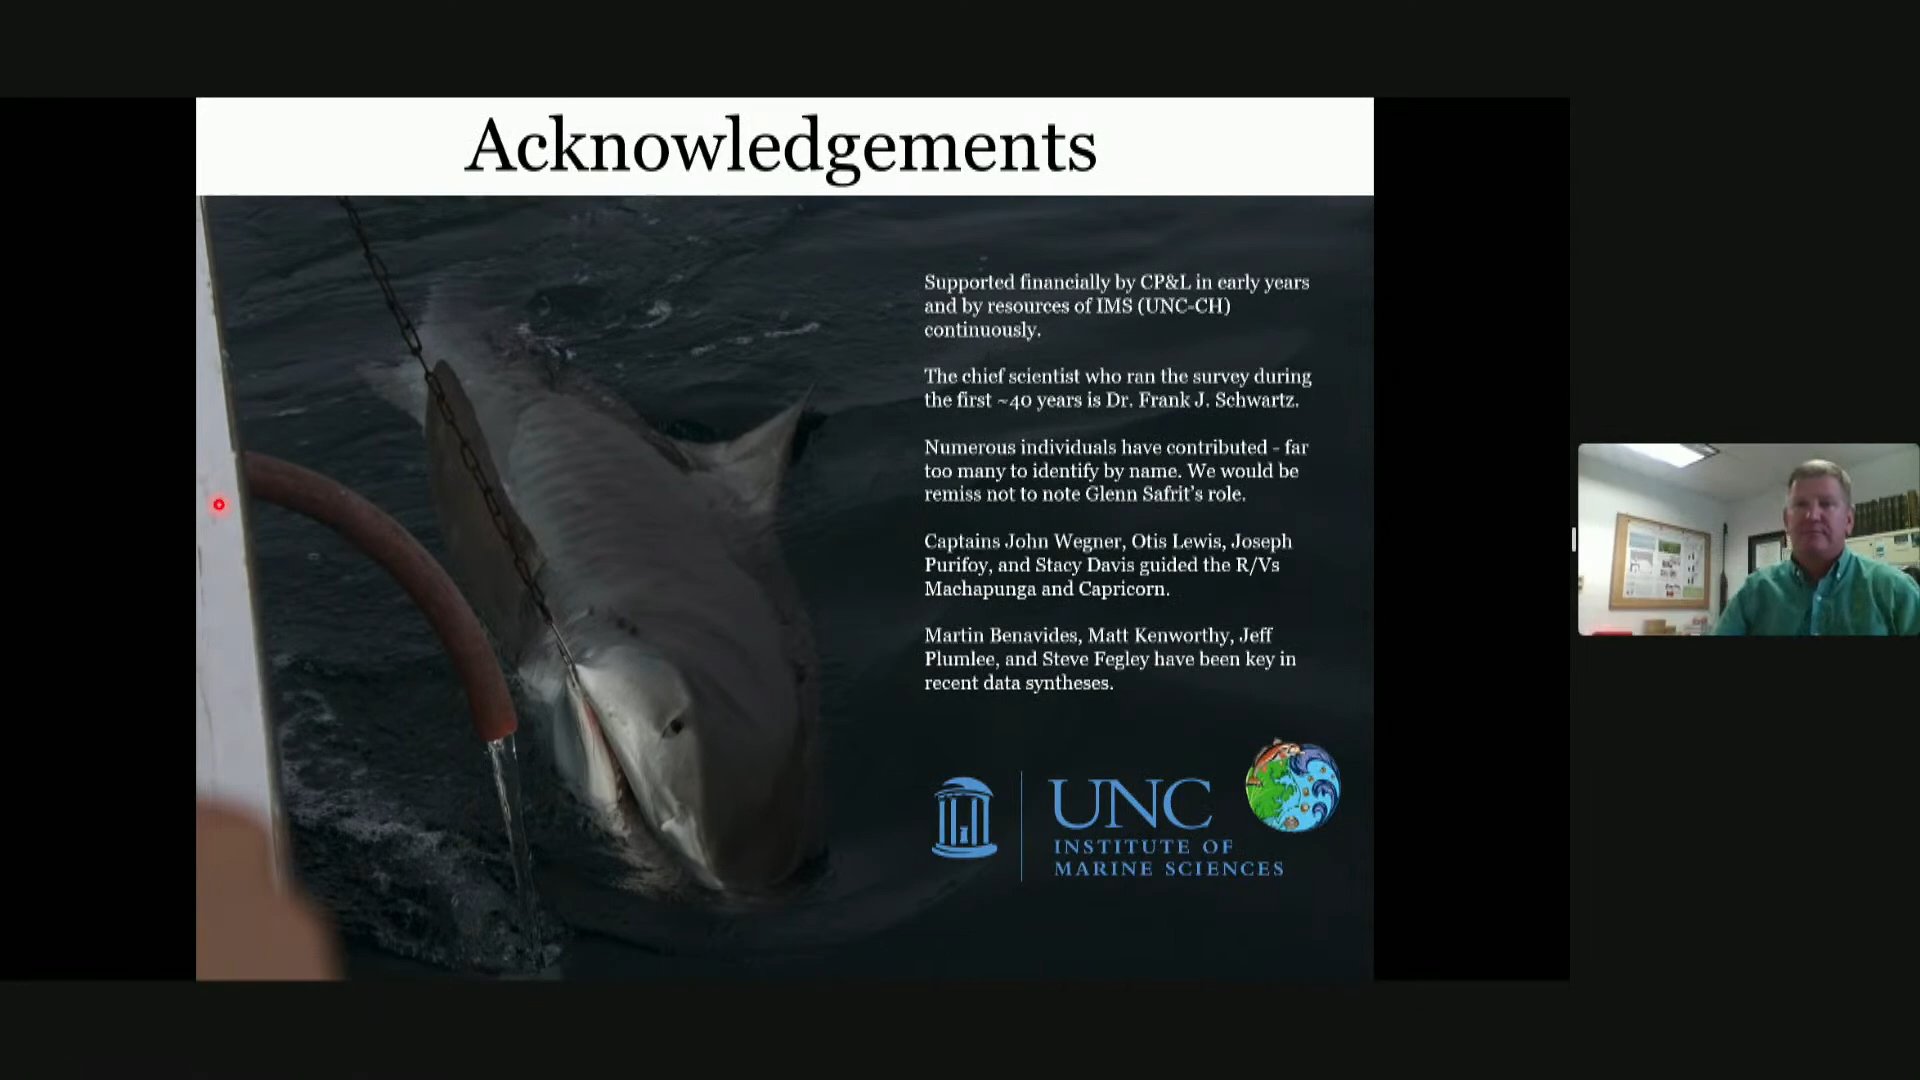 Acknowledgements
Supported financially by CP&L in early years
and by resources of IMS (UNC-CH)
continuously.
The chief scientist who ran the survey during
the first ~40 years is Dr. Frank J. Schwartz.
Numerous individuals have contributed - far
too many to identify by name. We would be
remiss not to note Glenn Safrit's role.
Captains John Wegner, Otis Lewis, Joseph
Purifoy, and Stacy Davis guided the R/Vs
Machapunga and Capricorn.
Martin Benavides, Matt Kenworthy, Jeff
Plumlee, and Steve Fegley have been key in
recent data syntheses.
UNC
INSTITUTE OF
MARINE SCIENCES